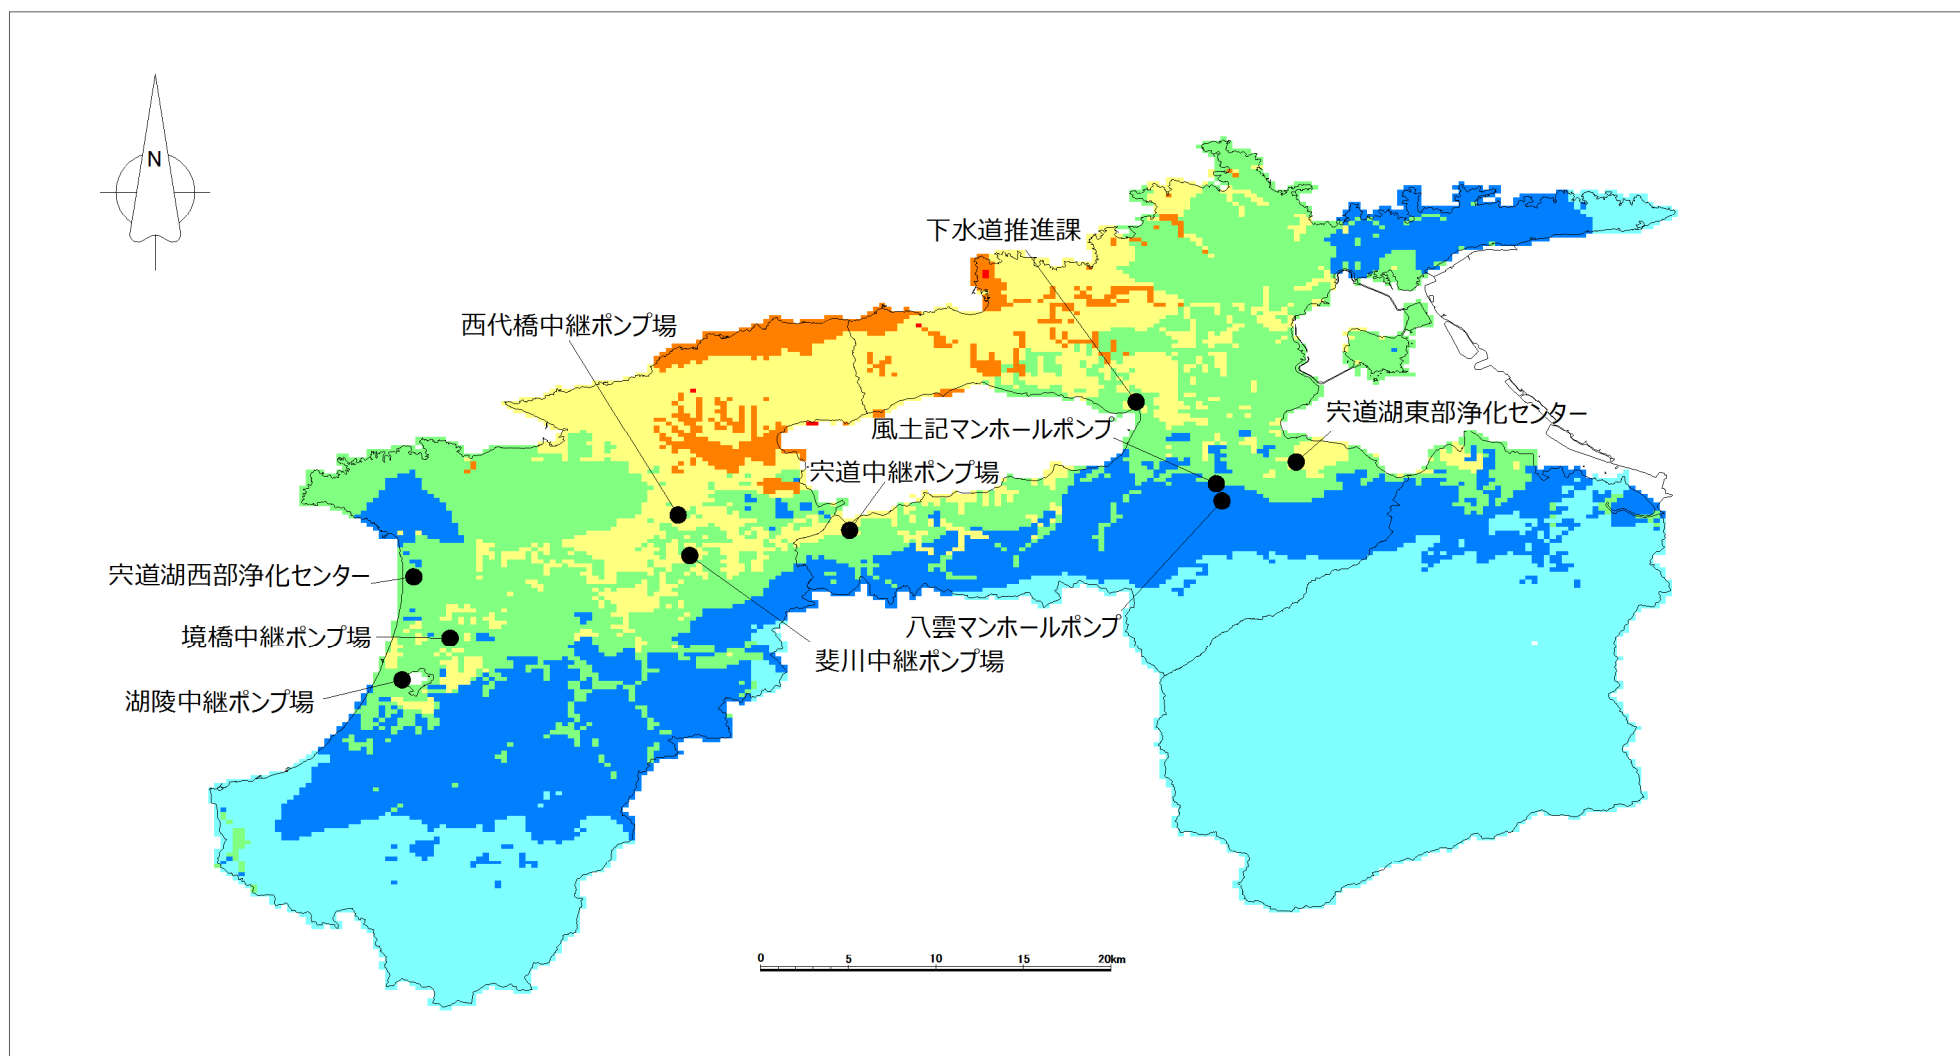 N
下水道推進課
西代橋中継ポンプ場
宍道湖東部浄化センター
風土記マンホールポンプ
宍道中継ポンプ場
宍道湖西部浄化センター
境橋中継ポンプ場
八雲マンホールポンプ
斐川中継ポンプ場
湖陵中継ポンプ場
0 5 10 15 20km